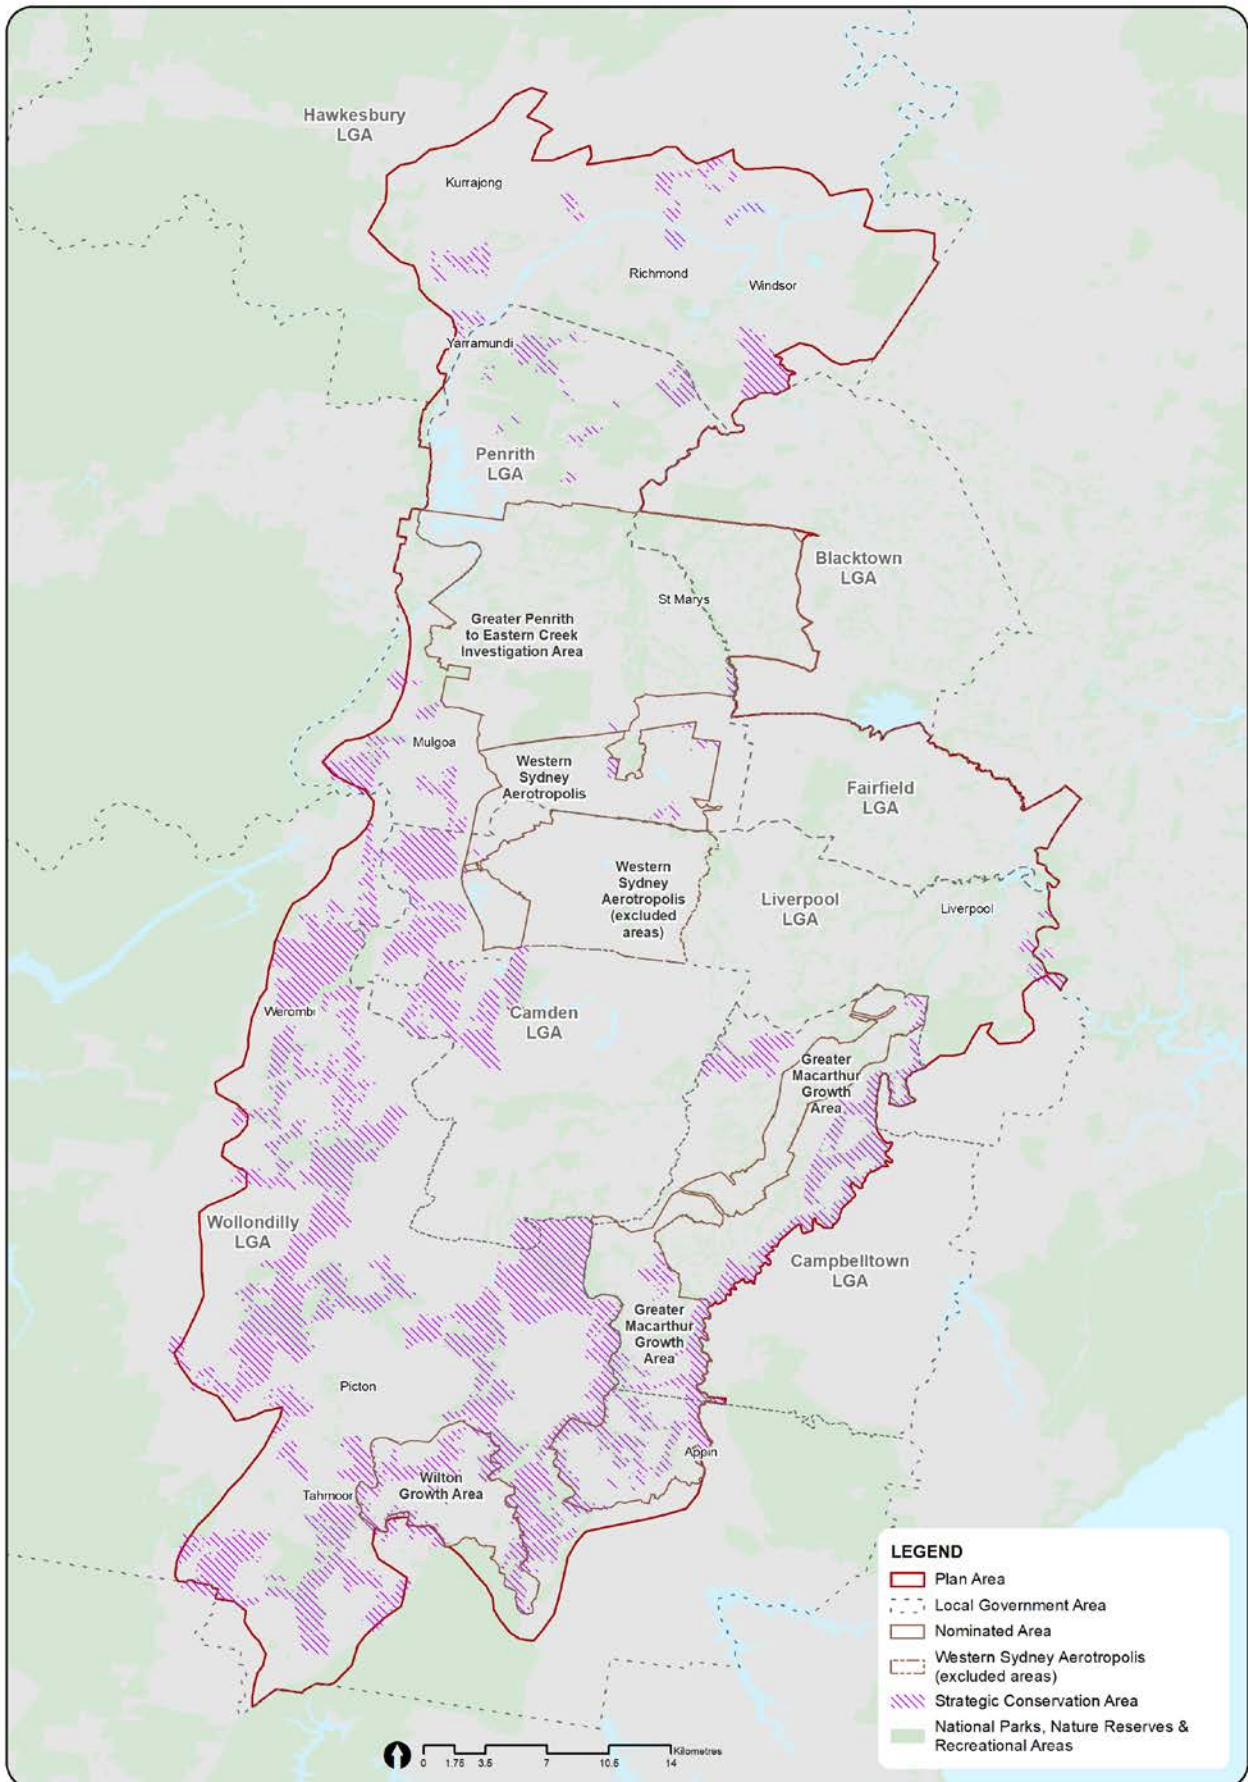 Hawkesbury
LGA
Kurrajong
Richmond
Windsor
Yarramundi
Penrith
LGA
Blacktown
LGA
St Marys
Greater Penrith
to Eastern Creek
Investigation Area
Mulgoa
Western
Sydney
Aerotropolis
Fairfield
LGA
Western
Sydney
Aerotropolis
(excluded
areas)
Liverpool
LGA
Liverpool
Werombi
Camden
LGA
Greater
Macarthur
Growth
Area
Wollondilly
LGA
Campbelltown
LGA
Greater
Macarthur
Growth
Area
Picton
Appin
Wilton
Growth Area
Tahmoor
LEGEND
Plan Area
Local Government Area
Nominated Area
Western Sydney Aerotropolis
(excluded areas)
Strategic Conservation Area
National Parks, Nature Reserves &
Recreational Areas
Kilometres
0 1.75 3.5 7 10.5 14